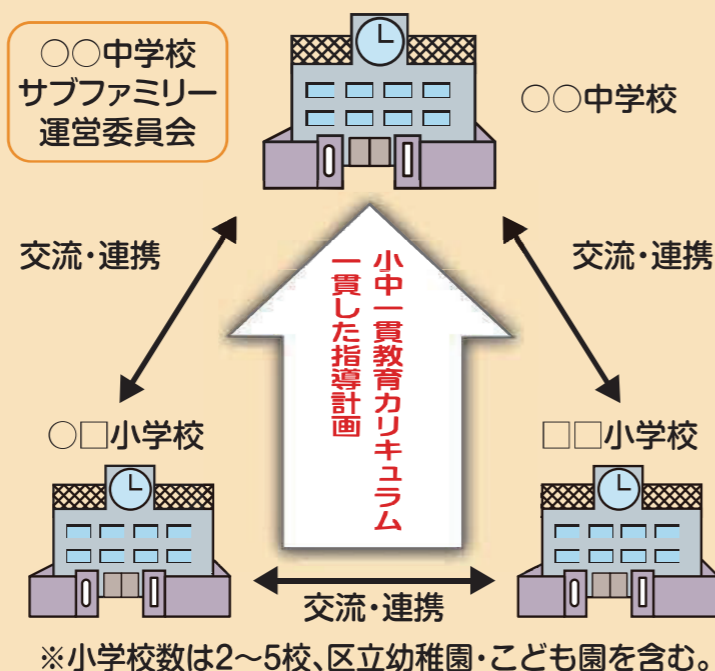 ○○中学校
サブファミリー
運営委員会
○○中学校
交流・連携
交流・連携
小中一貫教育カリキュラム
一貫した指導計画
○□小学校
□□小学校
交流・連携
※小学校数は2～5校、区立幼稚園・こども園を含む。